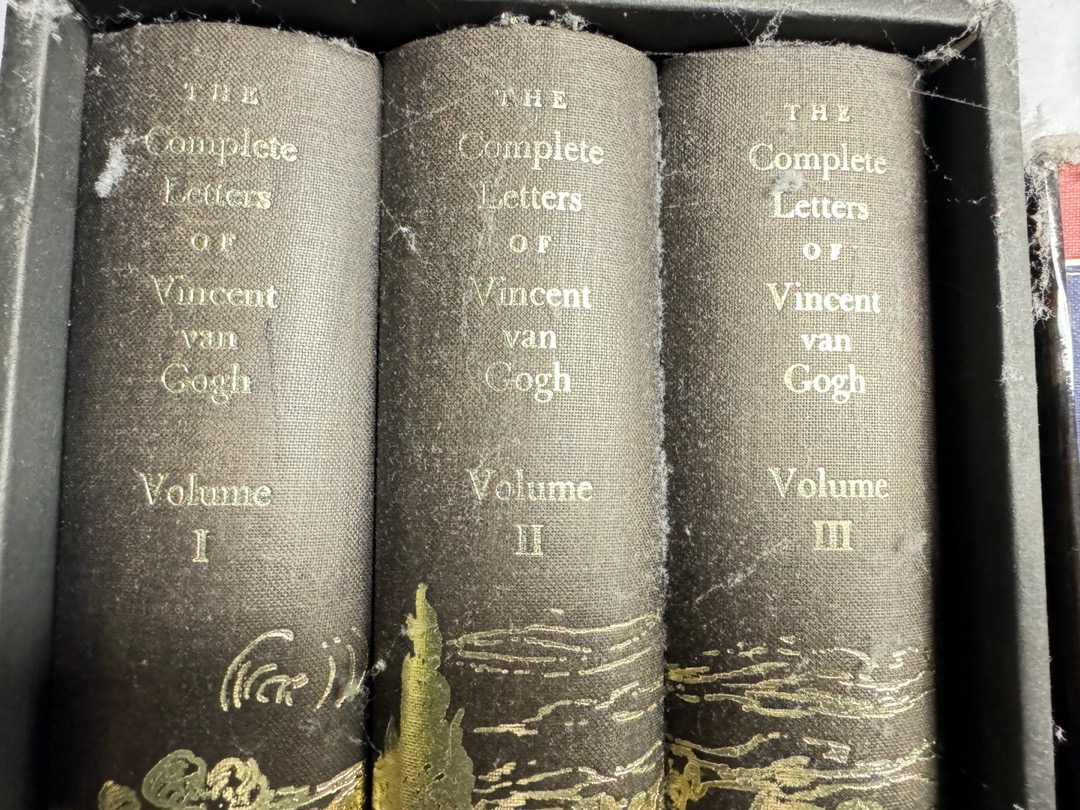 THE
Complete
Letters
OF
Vincent
van
Gogh
Volume
I
THE
Complete
Letters
OF
Vincent
van
Gogh
Volume
II
THE
Complete
Letters
OF
Vincent
van
Gogh
Volume
III